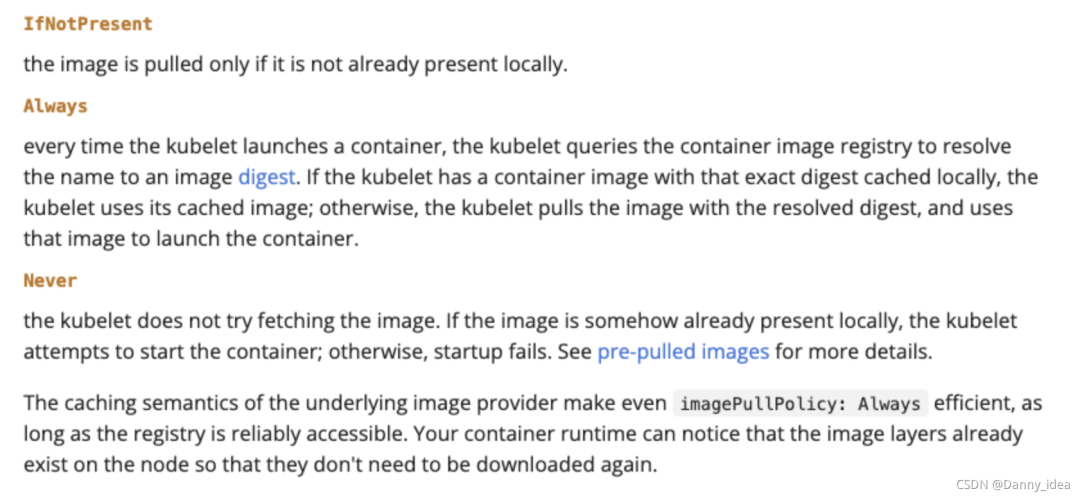 IfNotPresent
the image is pulled only if it is not already present locally.
Always
every time the kubelet launches a container, the kubelet queries the container image registry to resolve
the name to an image digest. If the kubelet has a container image with that exact digest cached locally, the
kubelet uses its cached image; otherwise, the kubelet pulls the image with the resolved digest, and uses
that image to launch the container.
Never
the kubelet does not try fetching the image. If the image is somehow already present locally, the kubelet
attempts to start the container; otherwise, startup fails. See pre-pulled images for more details.
The caching semantics of the underlying image provider make even imagePullPolicy: Always efficient, as
long as the registry is reliably accessible. Your container runtime can notice that the image layers already
exist on the node so that they don't need to be downloaded again.
CSDN @Danny_idea